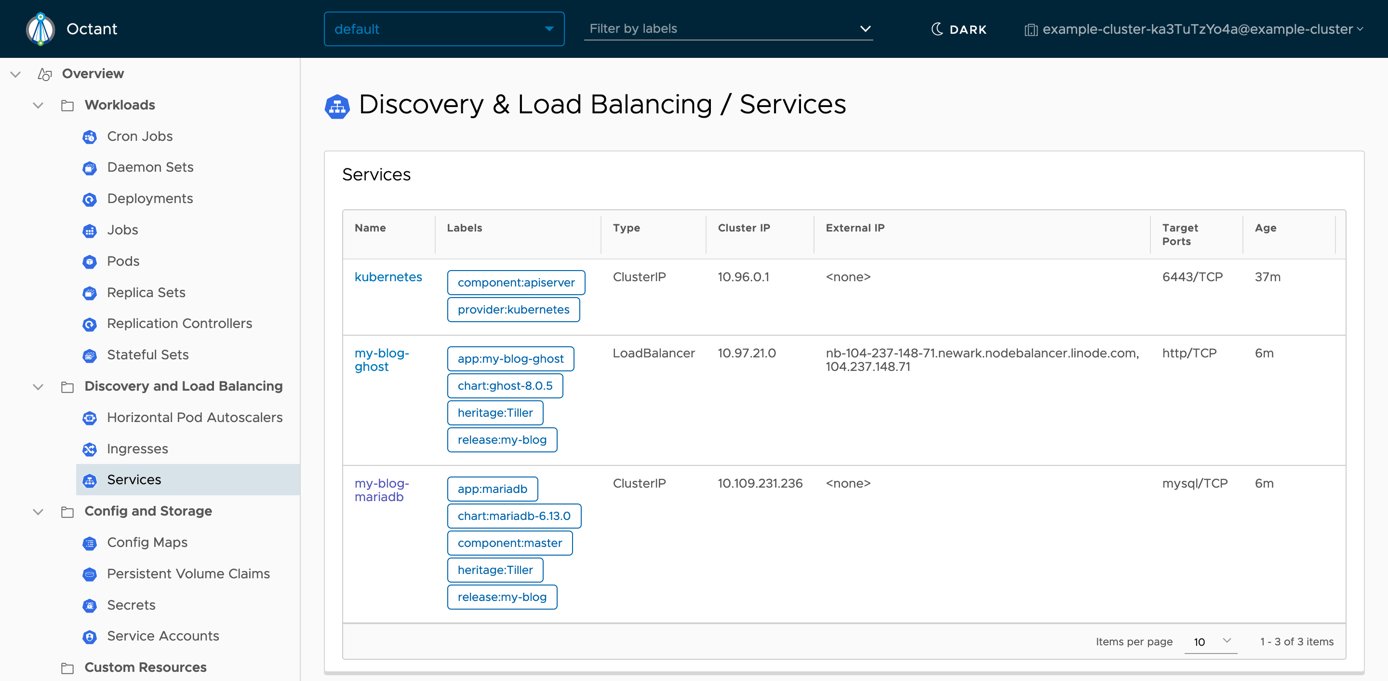 Octant
default
Filter by labels
DARK
example-cluster-ka3TuTzYo4a@example-cluster
Overview
Workloads
Cron Jobs
Daemon Sets
Deployments
Jobs
Pods
Replica Sets
Replication Controllers
Stateful Sets
Discovery and Load Balancing
Horizontal Pod Autoscalers
Ingresses
Services
Config and Storage
Config Maps
Persistent Volume Claims
Secrets
Service Accounts
Custom Resources
Discovery & Load Balancing / Services
Services
Name Labels Type Cluster IP External IP Target Ports Age
kubernetes
component:apiserver
provider:kubernetes
ClusterIP
10.96.0.1
<none>
6443/TCP
37m
my-blog-
ghost
app:my-blog-ghost
chart:ghost-8.0.5
heritage:Tiller
release:my-blog
LoadBalancer
10.97.21.0
nb-104-237-148-71.newark.nodebalancer.linode.com,
104.237.148.71
http/TCP
6m
my-blog-
mariadb
app:mariadb
chart:mariadb-6.13.0
component:master
heritage:Tiller
release:my-blog
ClusterIP
10.109.231.236
<none>
mysql/TCP
6m
Items per page 10 1 - 3 of 3 items